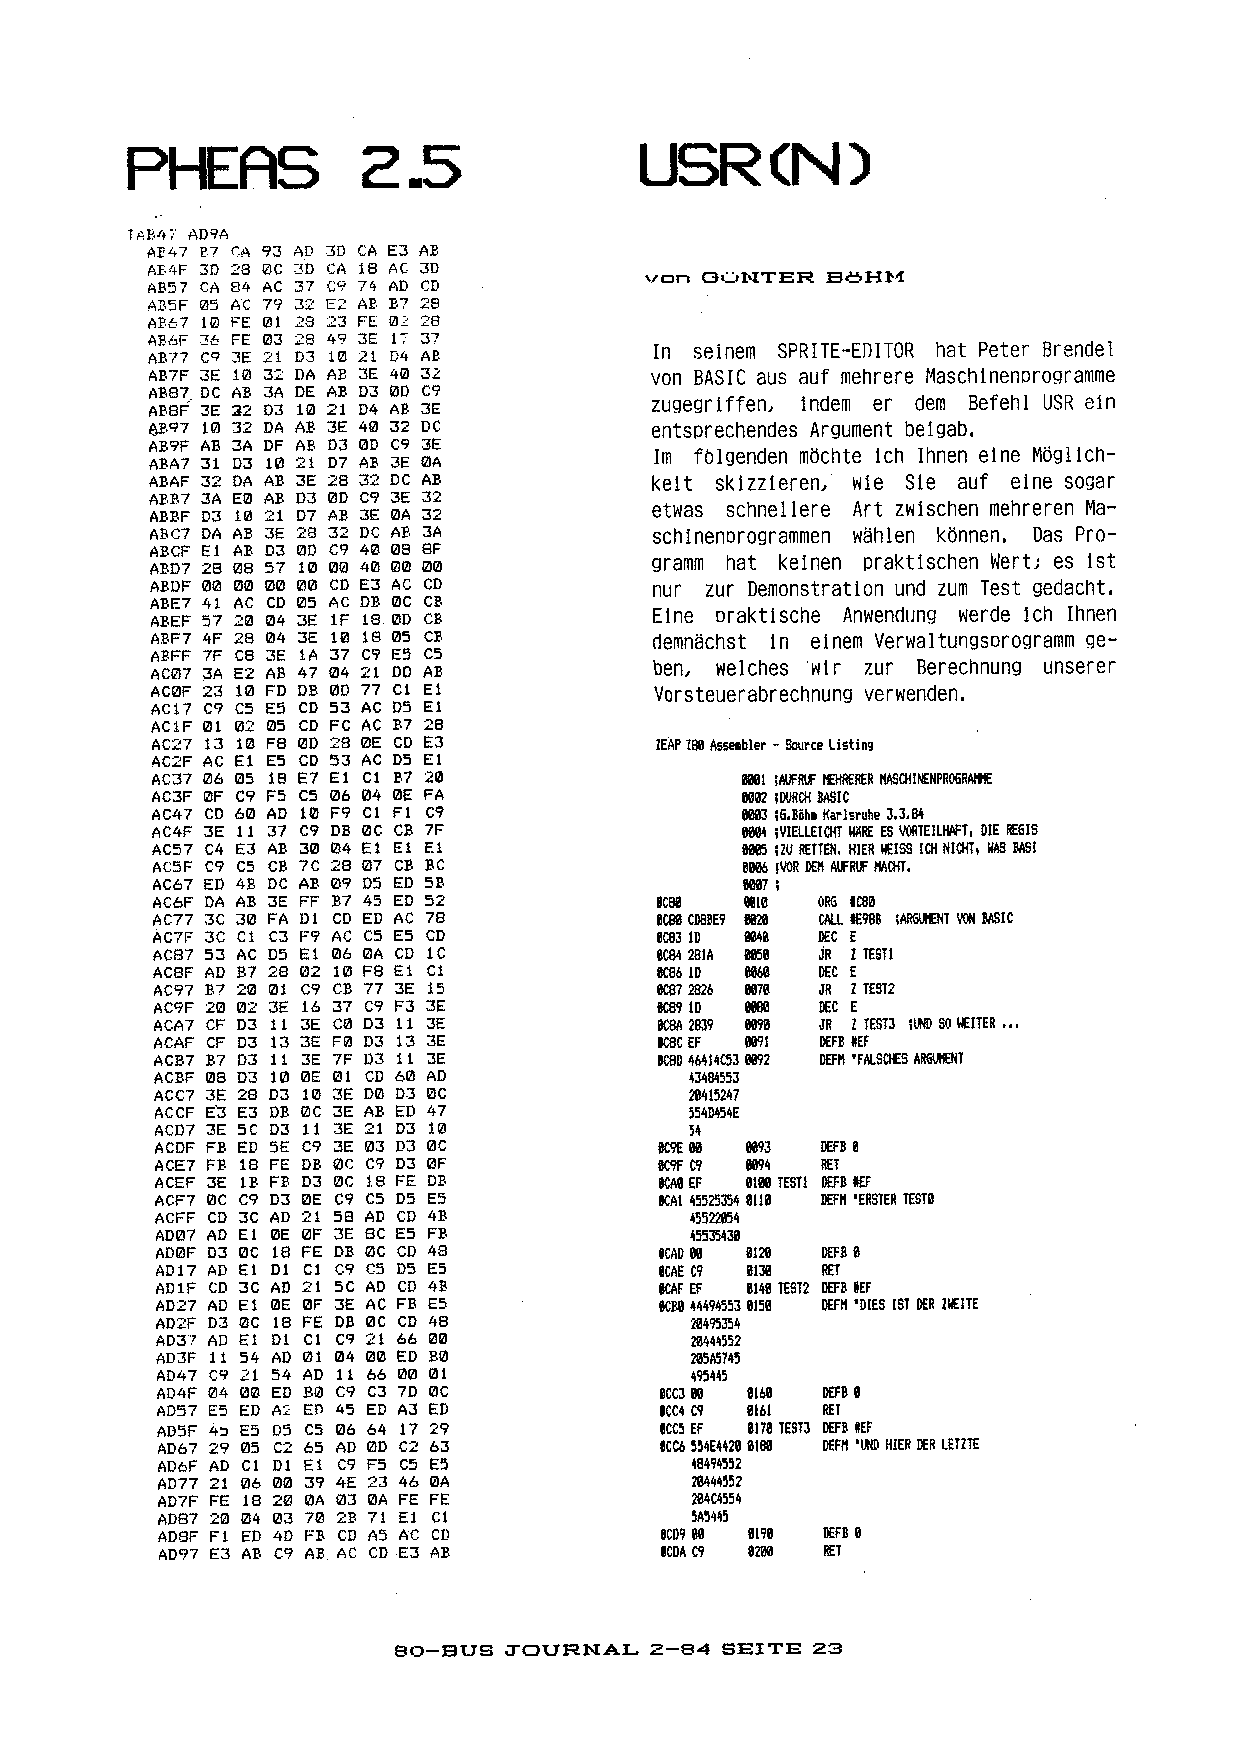 PHEAS 2.5
TAB47 AD9A
AB47 B7 CA 93 AD 3D CA E3 AB
AB4F 3D 28 0C 3D CA 18 AC 3D
AB57 CA 84 AC 37 C9 74 AD CD
AB5F 05 AC 79 32 E2 AB B7 28
AB67 10 FE 01 28 23 FE 02 28
AB6F 36 FE 03 28 49 3E 17 37
AB77 C9 3E 21 D3 10 21 D4 AB
AB7F 3E 10 32 DA AB 3E 40 32
AB87 DC AB 3A DE AB D3 0D C9
AB8F 3E 22 D3 10 21 D4 AB 3E
AB97 10 32 DA AB 3E 40 32 DC
AB9F AB 3A DF AB D3 0D C9 3E
ABA7 31 D3 10 21 D7 AB 3E 0A
ABAF 32 DA AB 3E 28 32 DC AB
ABB7 3A E0 AB D3 0D C9 3E 32
ABBF D3 10 21 D7 AB 3E 0A 32
ABC7 DA AB 3E 28 32 DC AB 3A
ABCF E1 AB D3 0D C9 40 08 8F
ABD7 28 08 57 10 00 40 00 00
ABDF 00 00 00 00 CD E3 AC CD
ABE7 41 AC CD 05 AC DB 0C CB
ABEF 57 20 04 3E 1F 18 0D CB
ABF7 4F 28 04 3E 10 18 05 CB
ABFF 7F C8 3E 1A 37 C9 E5 C5
AC07 3A E2 AB 47 04 21 DD AB
AC0F 23 10 FD DB 0D 77 C1 E1
AC17 C9 C5 E5 CD 53 AC D5 E1
AC1F 01 02 05 CD FC AC B7 28
AC27 13 10 F8 0D 28 0E CD E3
AC2F AC E1 E5 CD 53 AC D5 E1
AC37 06 05 18 E7 E1 C1 B7 20
AC3F 0F C9 F5 C5 06 04 0E FA
AC47 CD 60 AD 10 F9 C1 F1 C9
AC4F 3E 11 37 C9 DB 0C CB 7F
AC57 C4 E3 AB 30 04 E1 E1 E1
AC5F C9 C5 CB 7C 28 07 CB BC
AC67 ED 4B DC AB 09 D5 ED 5B
AC6F DA AB 3E FF B7 45 ED 52
AC77 3C 30 FA D1 CD ED AC 78
AC7F 3C C1 C3 F9 AC C5 E5 CD
AC87 53 AC D5 E1 06 0A CD 1C
AC8F AD B7 28 02 10 F8 E1 C1
AC97 B7 20 01 C9 CB 77 3E 15
AC9F 20 02 3E 16 37 C9 F3 3E
ACA7 CF D3 11 3E C0 D3 11 3E
ACAF CF D3 13 3E F0 D3 13 3E
ACB7 B7 D3 11 3E 7F D3 11 3E
ACBF 08 D3 10 0E 01 CD 60 AD
ACC7 3E 28 D3 10 3E D0 D3 0C
ACCF E3 E3 DB 0C 3E AB ED 47
ACD7 3E 5C D3 11 3E 21 D3 10
ACDF FB ED 5E C9 3E 03 D3 0C
ACE7 FB 18 FE DB 0C C9 D3 0F
ACEF 3E 1B FB D3 0C 18 FE DB
ACF7 0C C9 D3 0E C9 C5 D5 E5
ACFF CD 3C AD 21 58 AD CD 4B
AD07 AD E1 0E 0F 3E 8C E5 FB
AD0F D3 0C 18 FE DB 0C CD 48
AD17 AD E1 D1 C1 C9 C5 D5 E5
AD1F CD 3C AD 21 5C AD CD 4B
AD27 AD E1 0E 0F 3E AC FB E5
AD2F D3 0C 18 FE DB 0C CD 48
AD37 AD E1 D1 C1 C9 21 66 00
AD3F 11 54 AD 01 04 00 ED B0
AD47 C9 21 54 AD 11 66 00 01
AD4F 04 00 ED B0 C9 C3 7D 0C
AD57 E5 ED A2 ED 45 ED A3 ED
AD5F 45 E5 D5 C5 06 64 17 29
AD67 29 05 C2 65 AD 0D C2 63
AD6F AD C1 D1 E1 C9 F5 C5 E5
AD77 21 06 00 39 4E 23 46 0A
AD7F FE 18 20 0A 03 0A FE FE
AD87 20 04 03 70 2B 71 E1 C1
AD8F F1 ED 4D FB CD A5 AC CD
AD97 E3 AB C9 AB AC CD E3 AB
USR(N)
von GÜNTER BÖHM
In seinem SPRITE-EDITOR hat Peter Brendel
von BASIC aus auf mehrere Maschinenprogramme
zugegriffen, indem er dem Befehl USR ein
entsprechendes Argument beigab.
Im folgenden möchte ich Ihnen eine Möglich-
keit skizzieren, wie Sie auf eine sogar
etwas schnellere Art zwischen mehreren Ma-
schinenprogrammen wählen können. Das Pro-
gramm hat keinen praktischen Wert; es ist
nur zur Demonstration und zum Test gedacht.
Eine praktische Anwendung werde ich Ihnen
demnächst in einem Verwaltungsprogramm ge-
ben, welches wir zur Berechnung unserer
Vorsteuerabrechnung verwenden.
ZEAP Z80 Assembler - Source Listing
0001 ;AUFRUF MEHRERER MASCHINENPROGRAMME
0002 ;DURCH BASIC
0003 ;G.Böhm Karlsruhe 3.3.84
0004 ;VIELLEICHT WÄRE ES VORTEILHAFT, DIE REGIS
0005 ;ZU RETTEN. HIER WEISS ICH NICHT, WAS BASI
0006 ;VOR DEM AUFRUF MACHT.
0007 ;
0C80 0010 ORG #C80
0C80 CD8BE9 0020 CALL #E98B ;ARGUMENT VON BASIC
0C83 1D 0040 DEC E
0C84 281A 0050 JR Z TEST1
0C86 1D 0060 DEC E
0C87 2826 0070 JR Z TEST2
0C89 1D 0080 DEC E
0C8A 2839 0090 JR Z TEST3 ;UND SO WEITER ...
0C8C EF 0091 DEFB #EF
0C8D 46414C53 0092 DEFM "FALSCHES ARGUMENT
43484553
20415247
554D454E
54
0C9E 00 0093 DEFB 0
0C9F C9 0094 RET
0CA0 EF 0100 TEST1 DEFB #EF
0CA1 45525354 0110 DEFM "ERSTER TEST0
45522054
45535430
0CAD 00 0120 DEFB 0
0CAE C9 0130 RET
0CAF EF 0140 TEST2 DEFB #EF
0CB0 44494553 0150 DEFM "DIES IST DER ZWEITE
20495354
20444552
205A5745
495445
0CC3 00 0160 DEFB 0
0CC4 C9 0161 RET
0CC5 EF 0170 TEST3 DEFB #EF
0CC6 554E4420 0180 DEFM "UND HIER DER LETZTE
48494552
20444552
204C4554
5A5445
0CD9 00 0190 DEFB 0
0CDA C9 0200 RET
80-BUS JOURNAL 2-84 SEITE 23